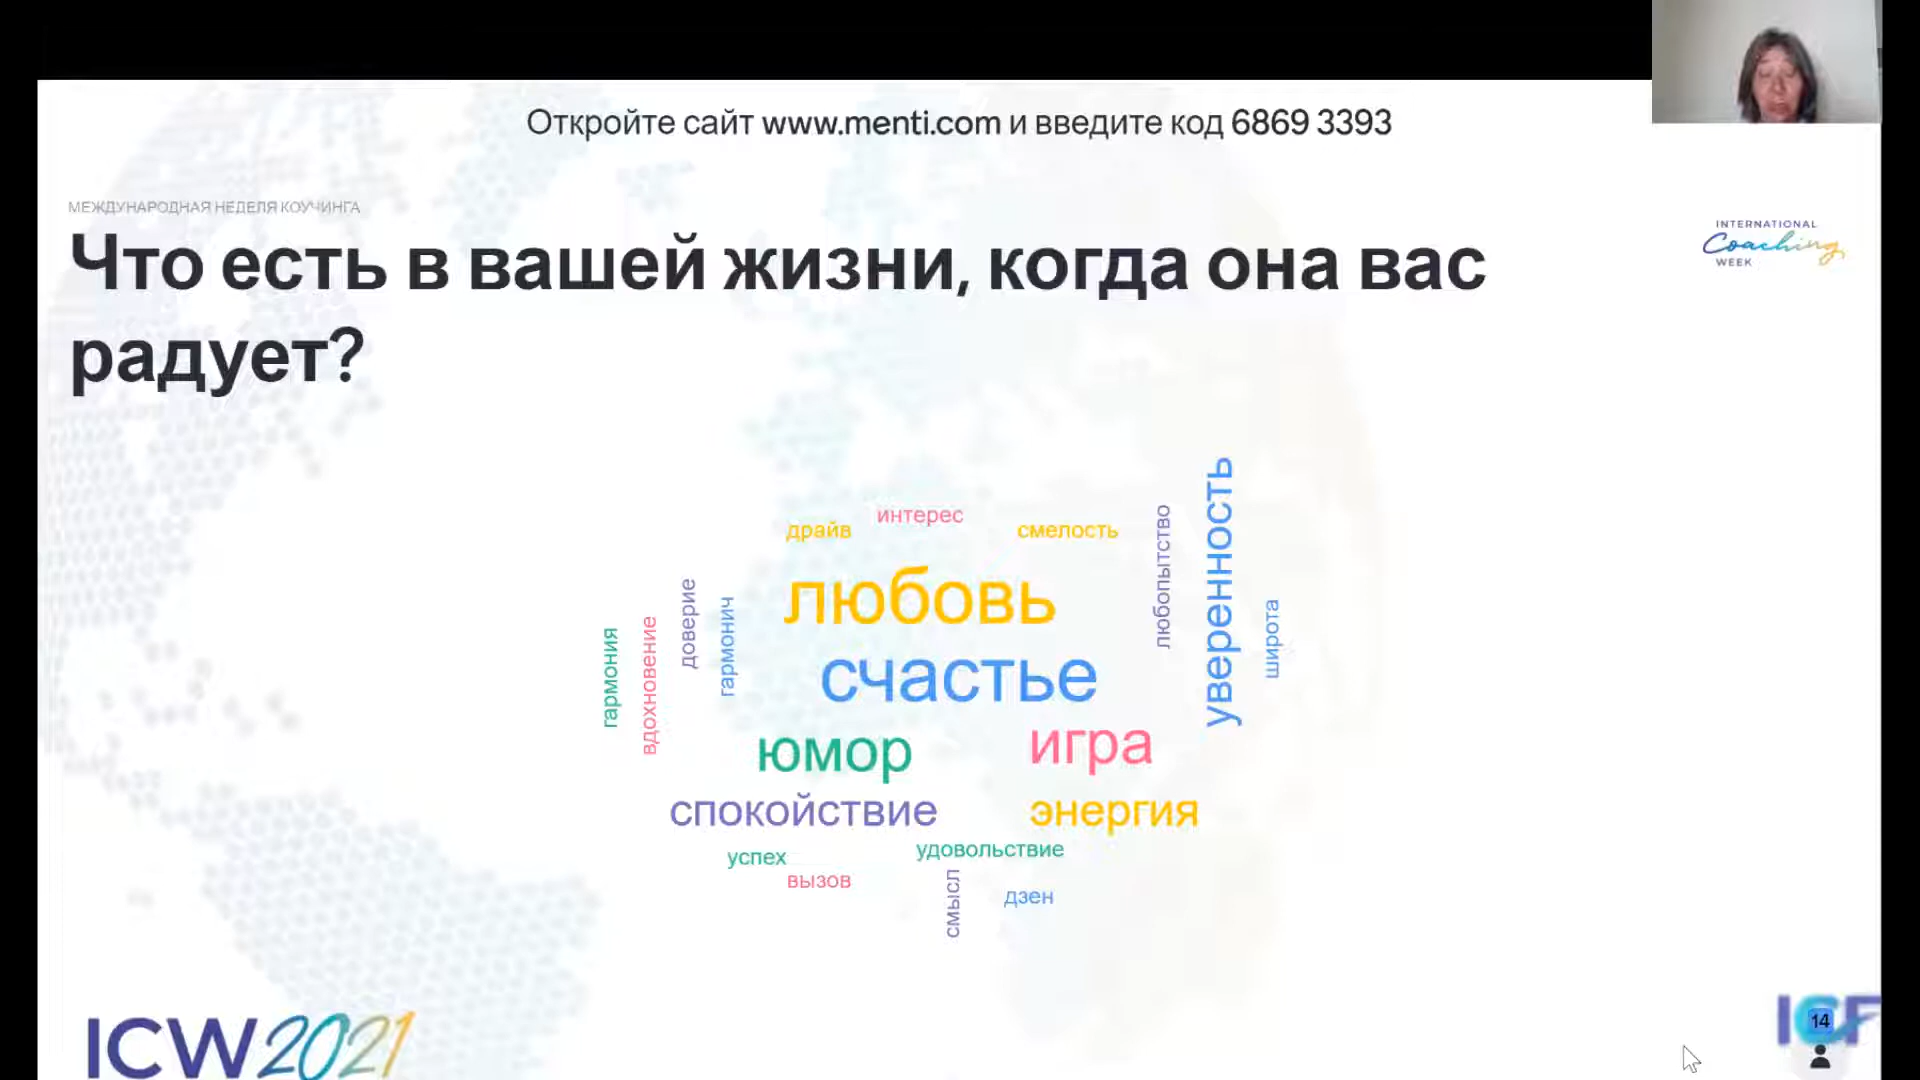 Откройте сайт www.menti.com и введите код 6869 3393
МЕЖДУНАРОДНАЯ НЕДЕЛЯ КОУЧИНГА
Что есть в вашей жизни, когда она вас
радует?
INTERNATIONAL
Coaching
WEEK
драйв
интерес
смелость
любопытство
уверенность
широта
гармония
вдохновение
доверие
гармонич
любовь
счастье
юмор
игра
спокойствие
энергия
успех
удовольствие
вызов
смысл
дзен
ICW2021
ICF
14